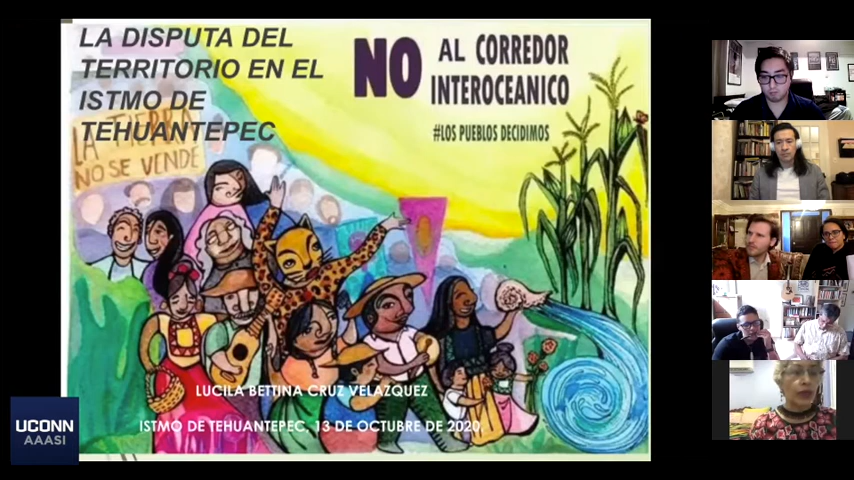 LA DISPUTA DEL
TERRITORIO EN EL
ISTMO DE
TEHUANTEPEC
NO AL CORREDOR
INTEROCEANICO
#LOS PUEBLOS DECIDIMOS
LA TIERRA
NO SE VENDE
LUCILA BETTINA CRUZ VELAZQUEZ
ISTMO DE TEHUANTEPEC, 13 DE OCTUBRE DE 2020.
UCONN
AAASI